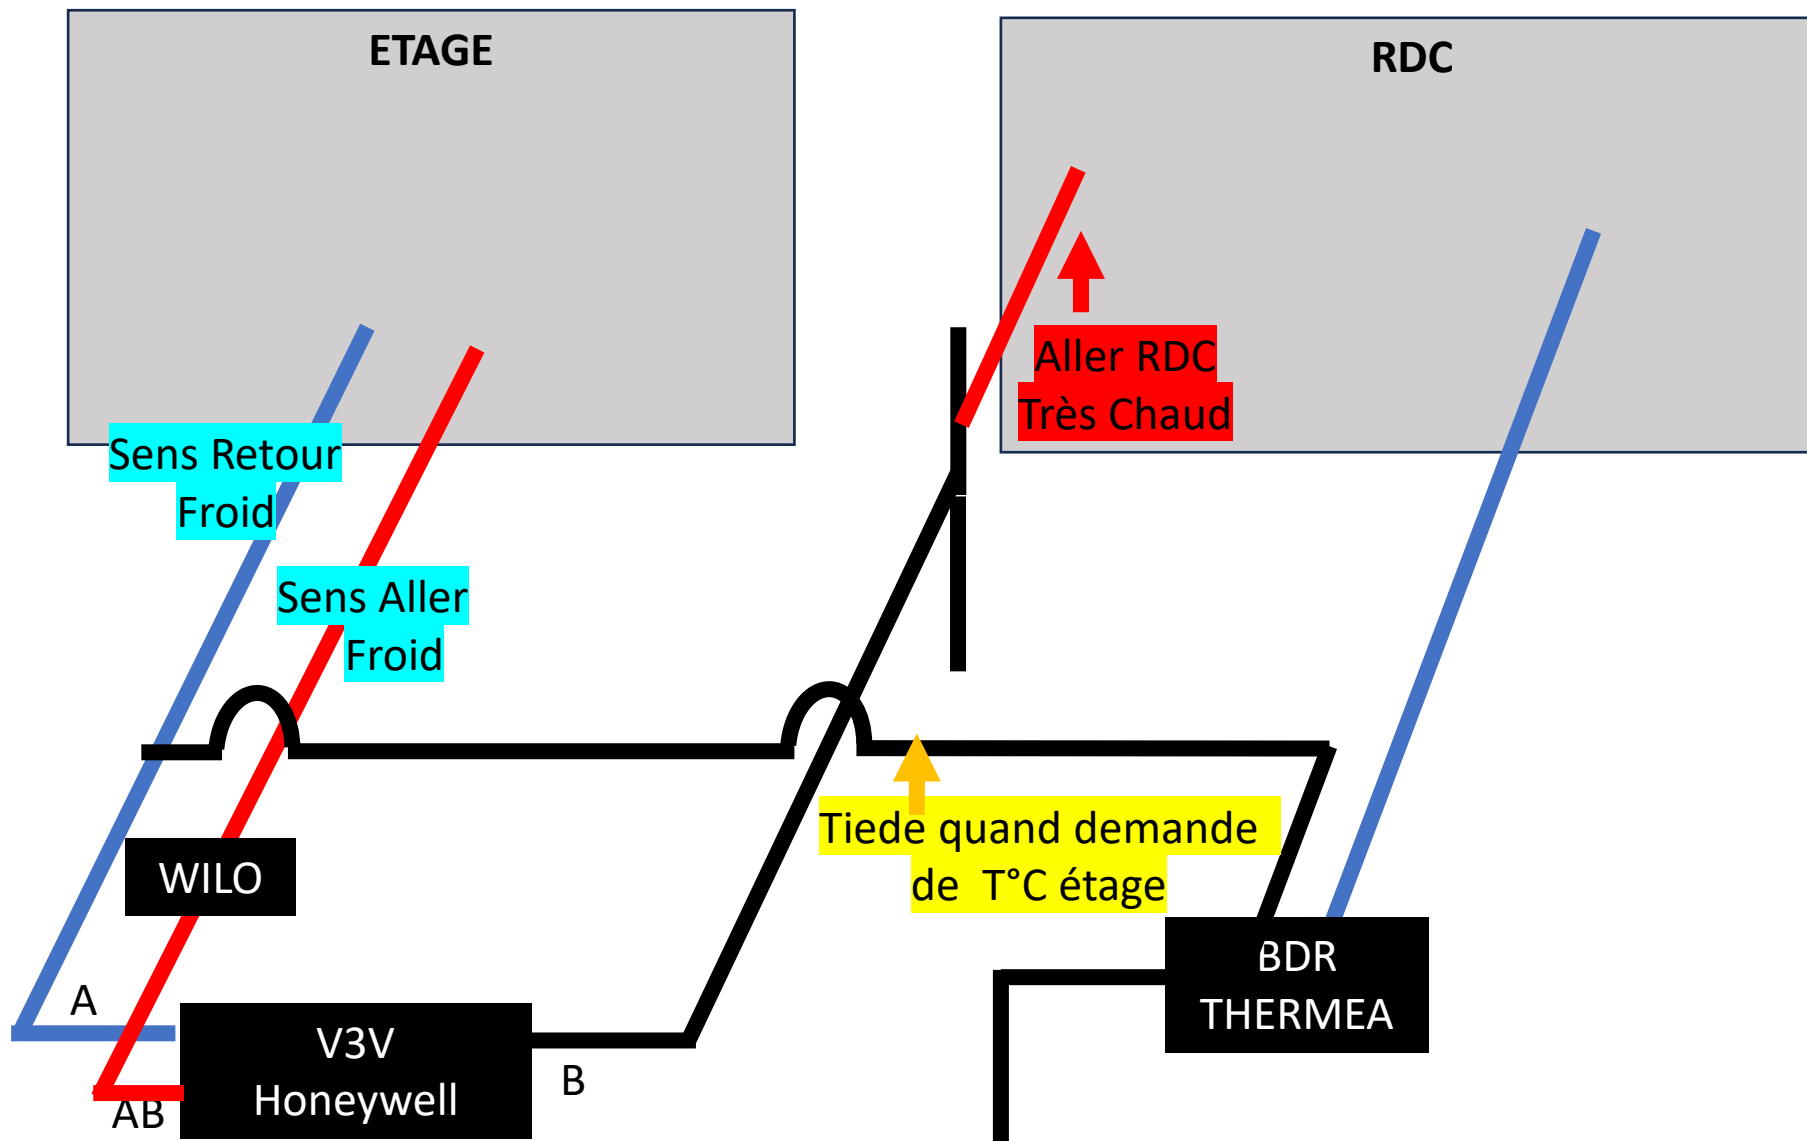 ETAGE
RDC
Aller RDC
Très Chaud
Sens Retour
Froid
Sens Aller
Froid
Tiede quand demande
de T°C étage
WILO
BDR
THERMEA
A
V3V
Honeywell
B
AB